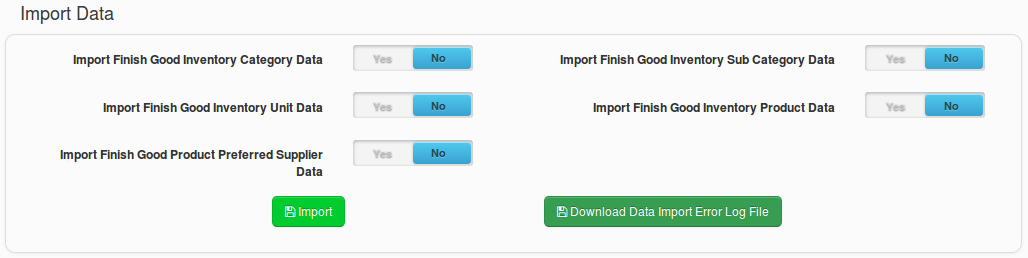 Import Data
Import Finish Good Inventory Category Data Yes No Import Finish Good Inventory Sub Category Data Yes No
Import Finish Good Inventory Unit Data Yes No Import Finish Good Inventory Product Data Yes No
Import Finish Good Product Preferred Supplier Yes No
Data
Import Download Data Import Error Log File